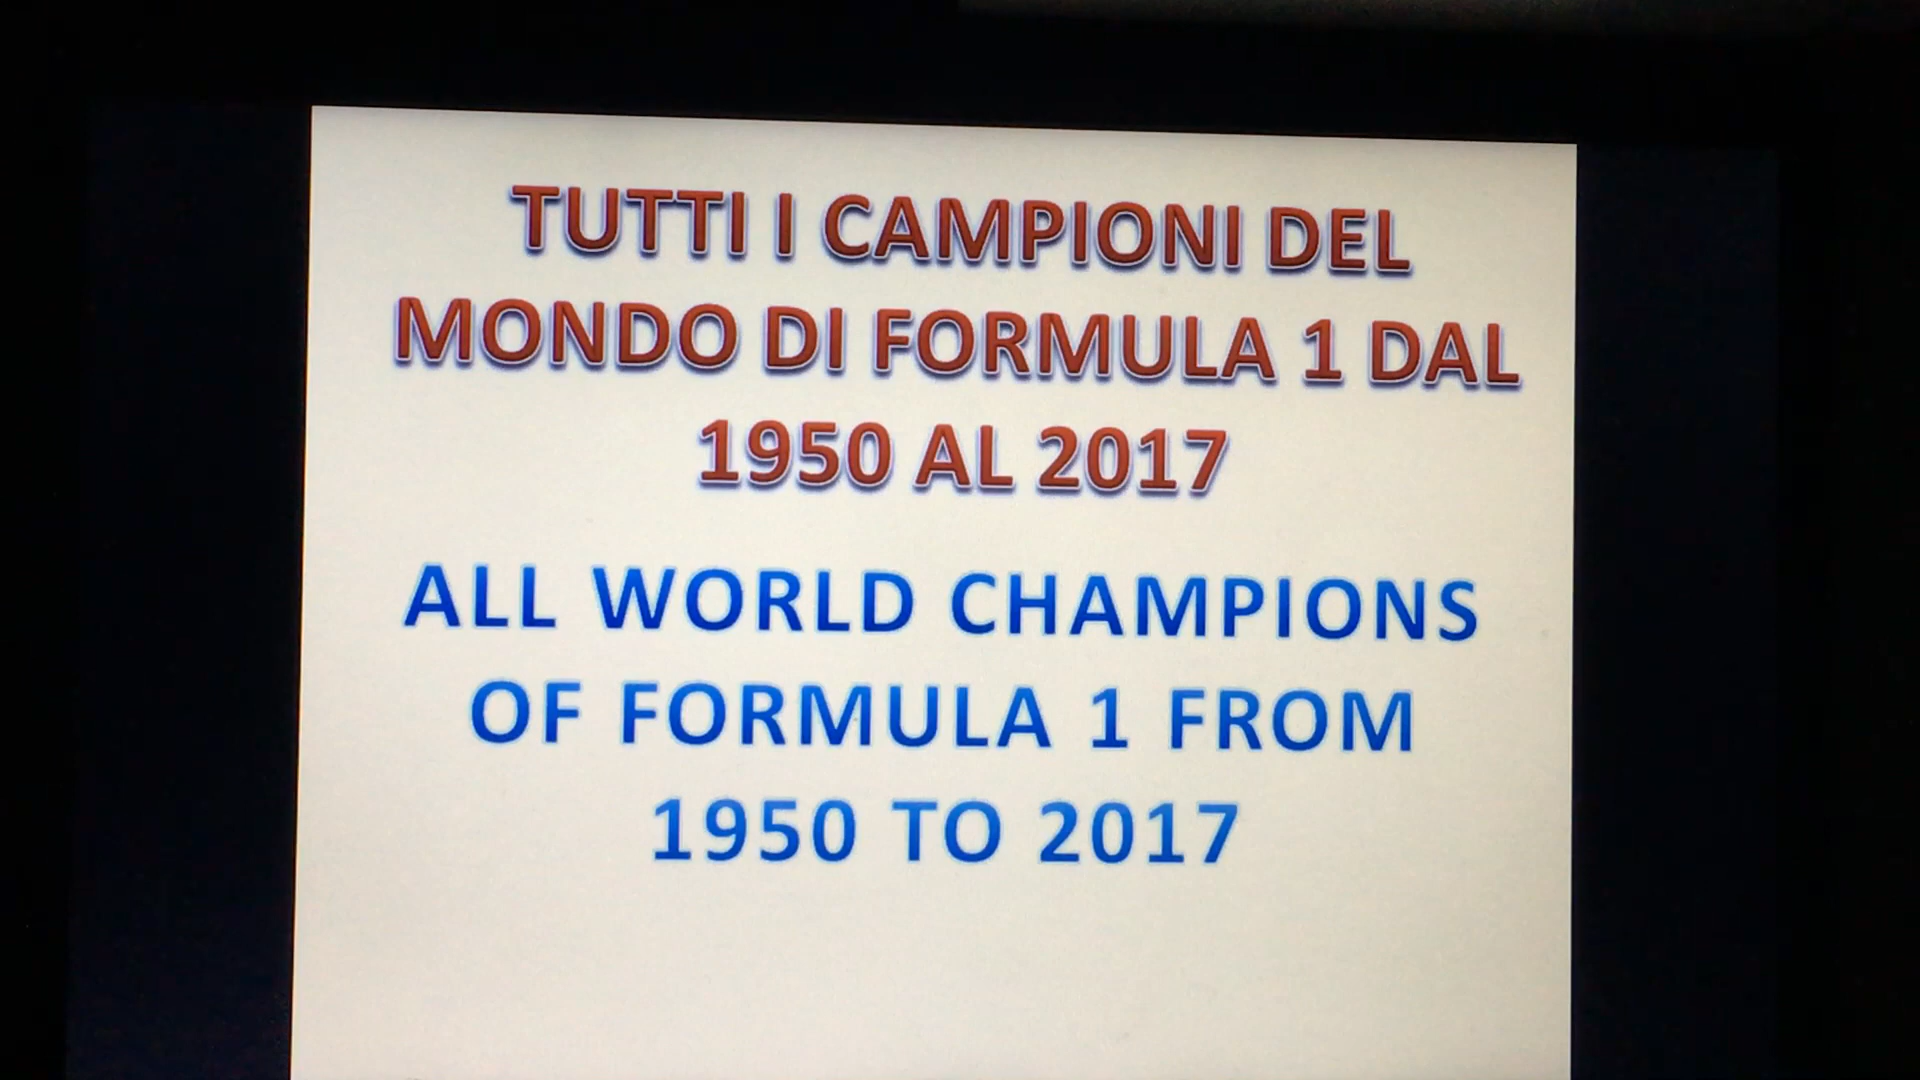 TUTTI I CAMPIONI DEL
MONDO DI FORMULA 1 DAL
1950 AL 2017
ALL WORLD CHAMPIONS
OF FORMULA 1 FROM
1950 TO 2017